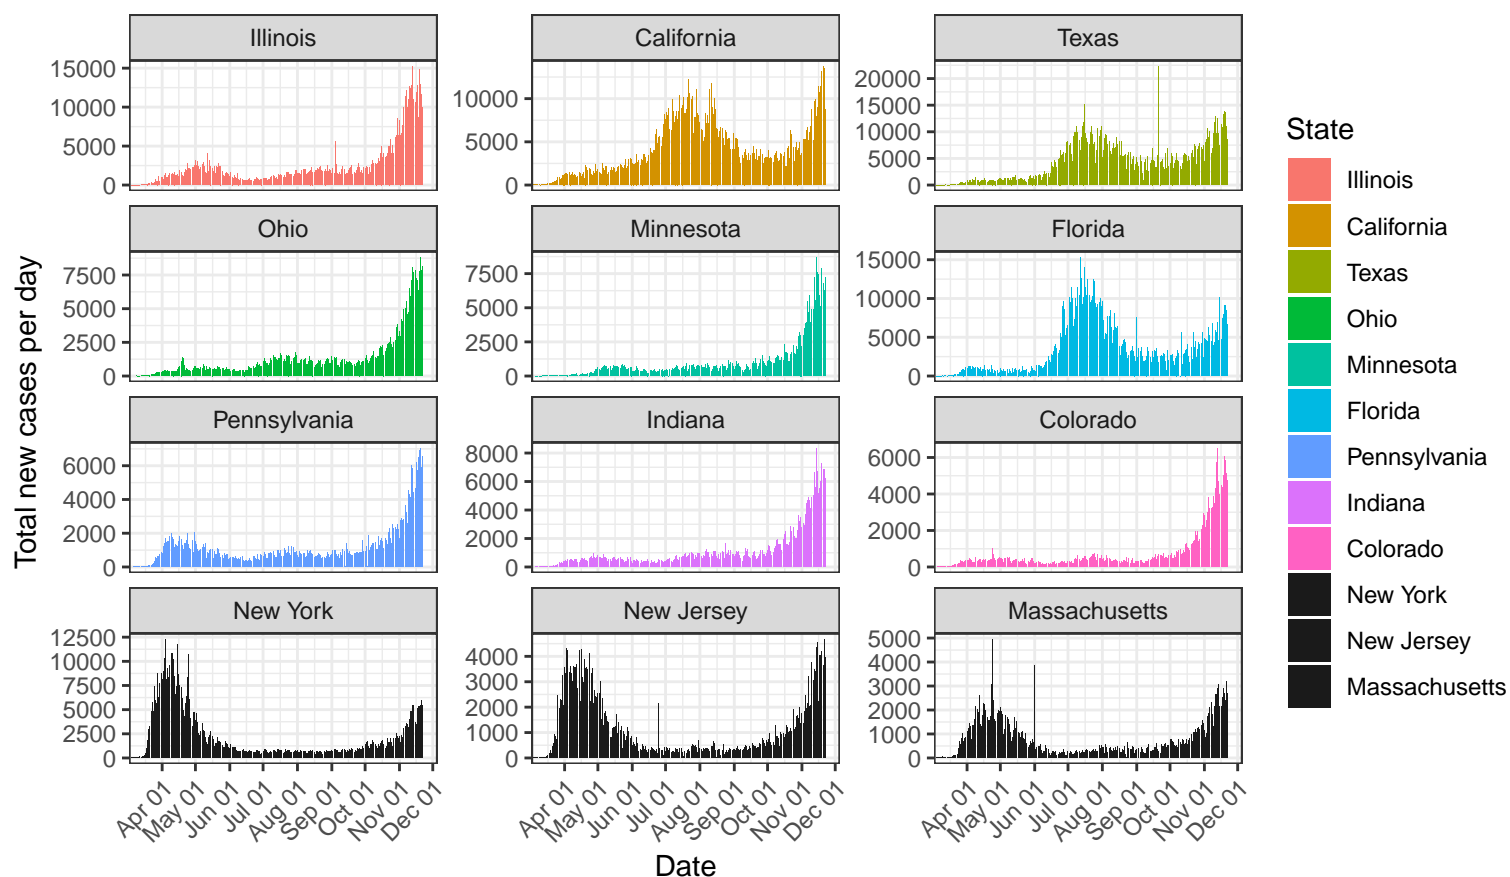 Illinois
California
Texas
15000
10000
5000
0
10000
5000
0
20000
15000
10000
5000
0
Ohio
Minnesota
Florida
7500
5000
2500
0
7500
5000
2500
0
15000
10000
5000
0
Pennsylvania
Indiana
Colorado
6000
4000
2000
0
8000
6000
4000
2000
0
6000
4000
2000
0
New York
New Jersey
Massachusetts
12500
10000
7500
5000
2500
0
4000
3000
2000
1000
0
5000
4000
3000
2000
1000
0
Apr 01
May 01
Jun 01
Jul 01
Aug 01
Sep 01
Oct 01
Nov 01
Dec 01
Apr 01
May 01
Jun 01
Jul 01
Aug 01
Sep 01
Oct 01
Nov 01
Dec 01
Apr 01
May 01
Jun 01
Jul 01
Aug 01
Sep 01
Oct 01
Nov 01
Dec 01
Date
Total new cases per day
State
Illinois
California
Texas
Ohio
Minnesota
Florida
Pennsylvania
Indiana
Colorado
New York
New Jersey
Massachusetts